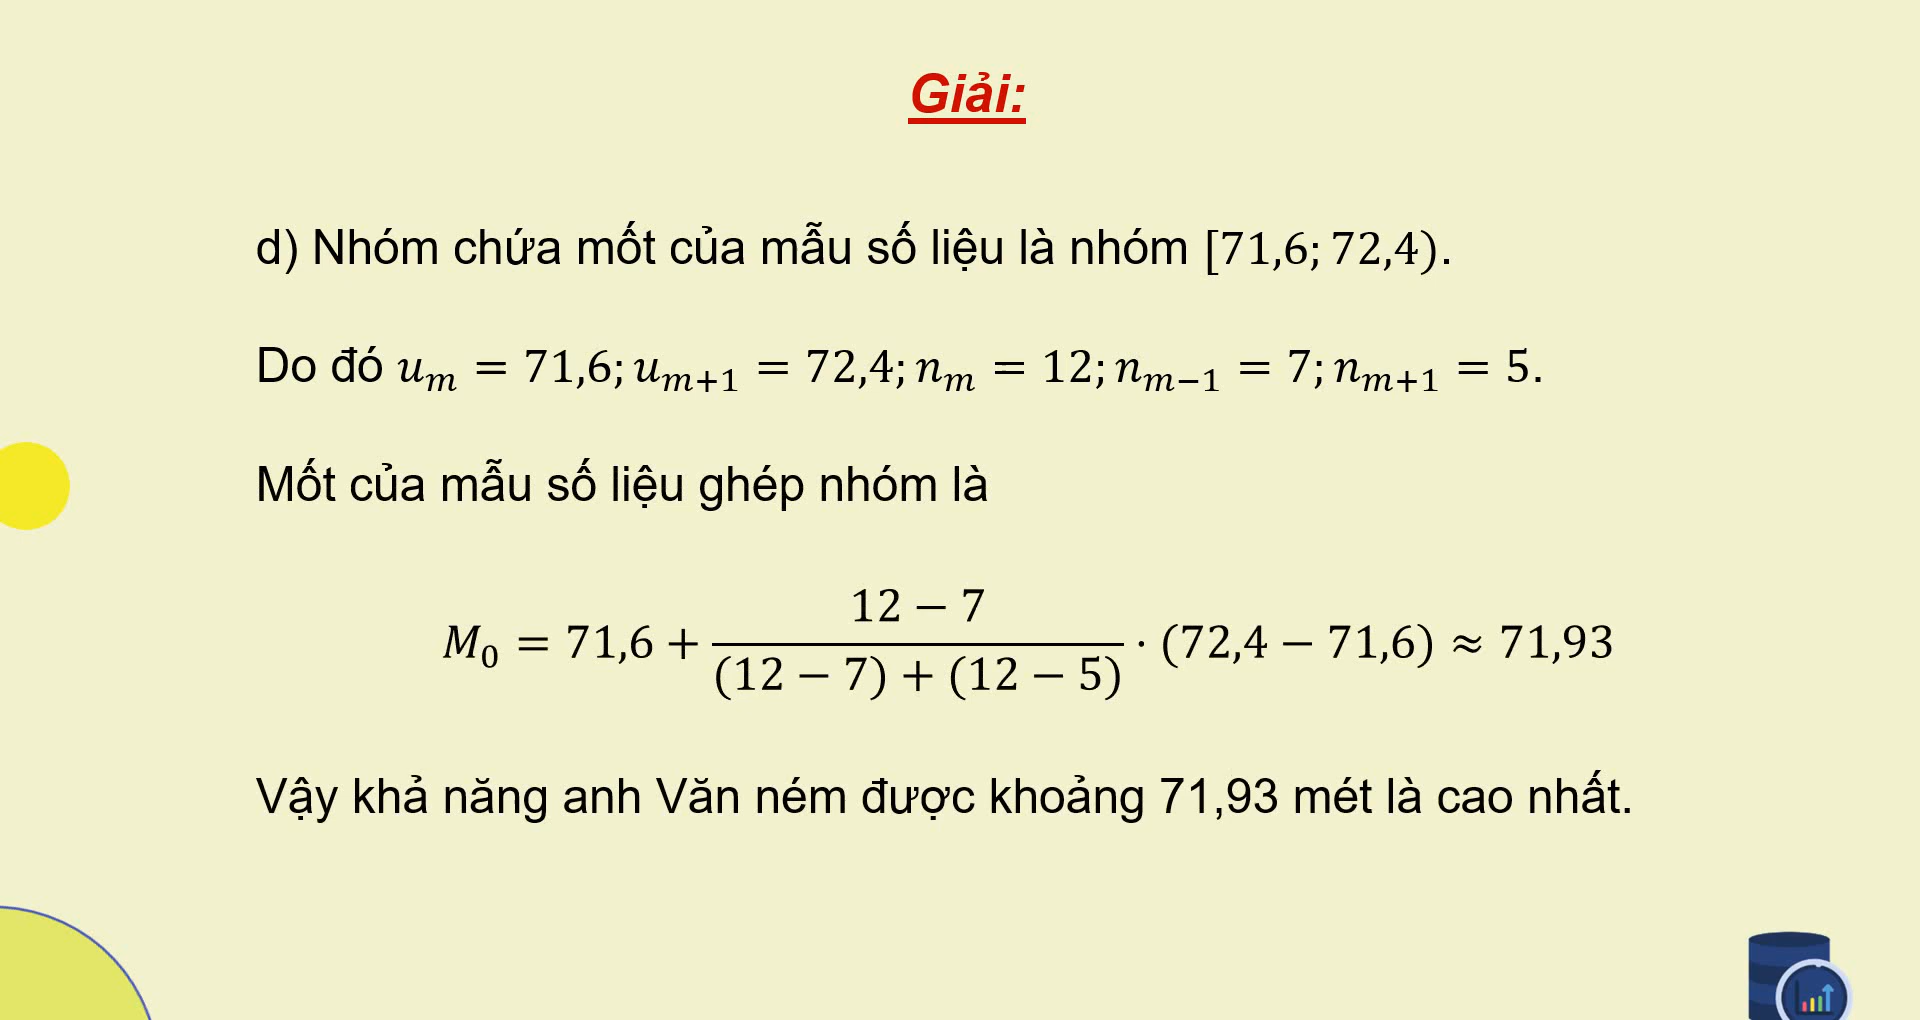 Giải:
d) Nhóm chứa mốt của mẫu số liệu là nhóm [71,6; 72,4).
Do đó $u_m = 71,6; u_{m+1} = 72,4; n_m = 12; n_{m-1} = 7; n_{m+1} = 5.$
Mốt của mẫu số liệu ghép nhóm là
$M_0 = 71,6 + \frac{12 - 7}{(12 - 7) + (12 - 5)} \cdot (72,4 - 71,6) \approx 71,93$
Vậy khả năng anh Văn ném được khoảng 71,93 mét là cao nhất.